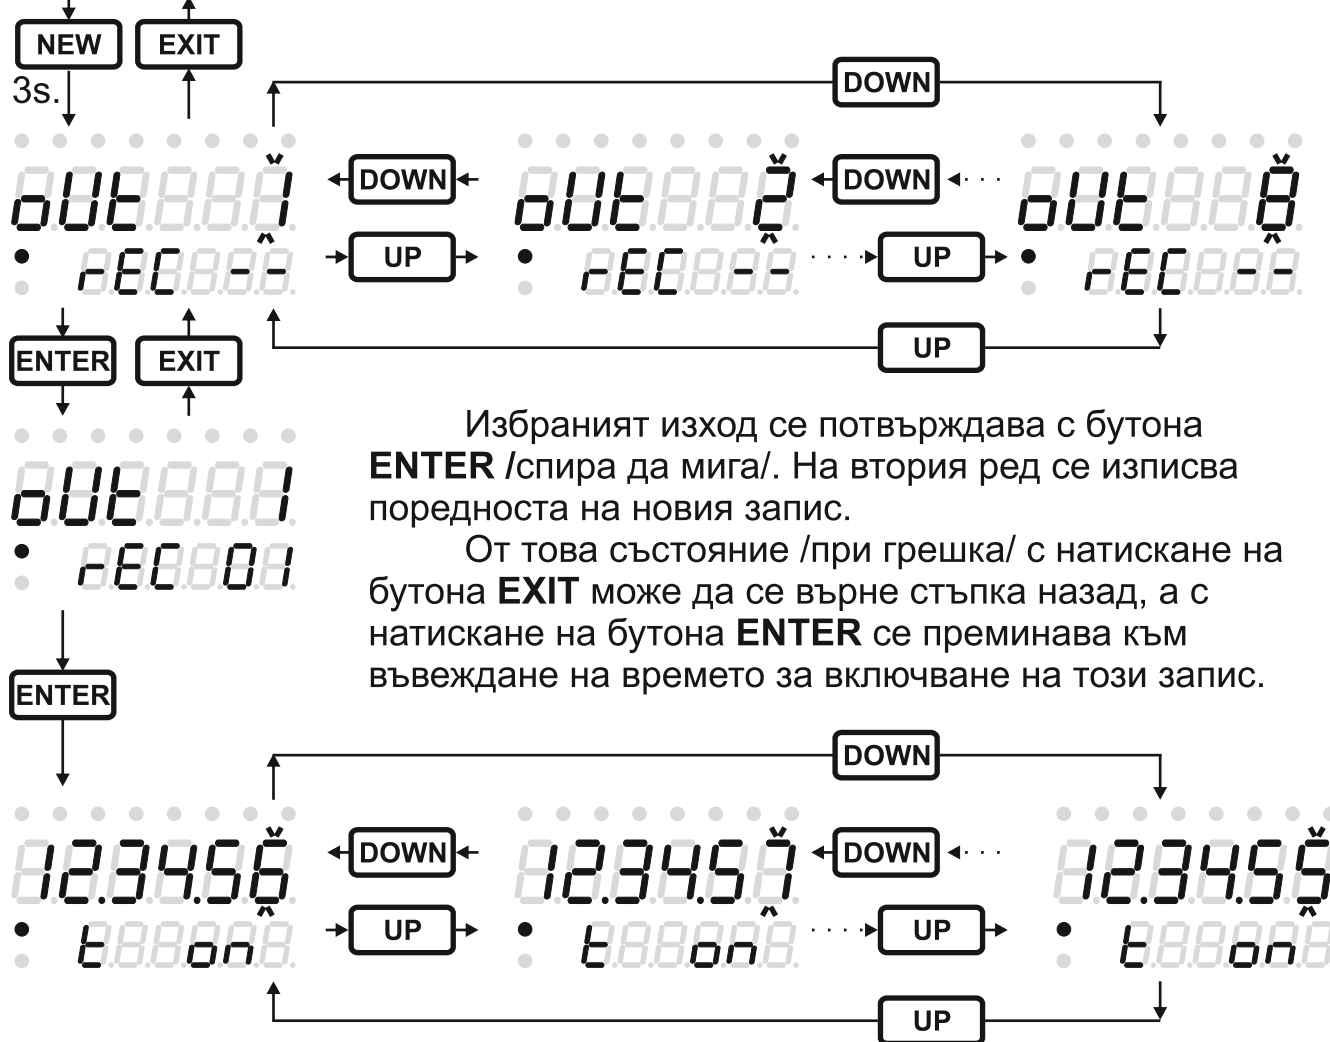 NEW EXIT
3s.
DOWN
oUt 1 DOWN oUt 2 DOWN oUt 8
rEC -- UP rEC -- UP rEC --
UP
ENTER EXIT
oUt 1
rEC 01
Избраният изход се потвърждава с бутона
ENTER /спира да мига/. На втория ред се изписва
поредноста на новия запис.
От това състояние /при грешка/ с натискане на
бутона EXIT може да се върне стъпка назад, а с
натискане на бутона ENTER се преминава към
въвеждане на времето за включване на този запис.
ENTER
DOWN
12.34.56 DOWN 12.34.57 DOWN 12.34.55
t on UP t on UP t on
UP